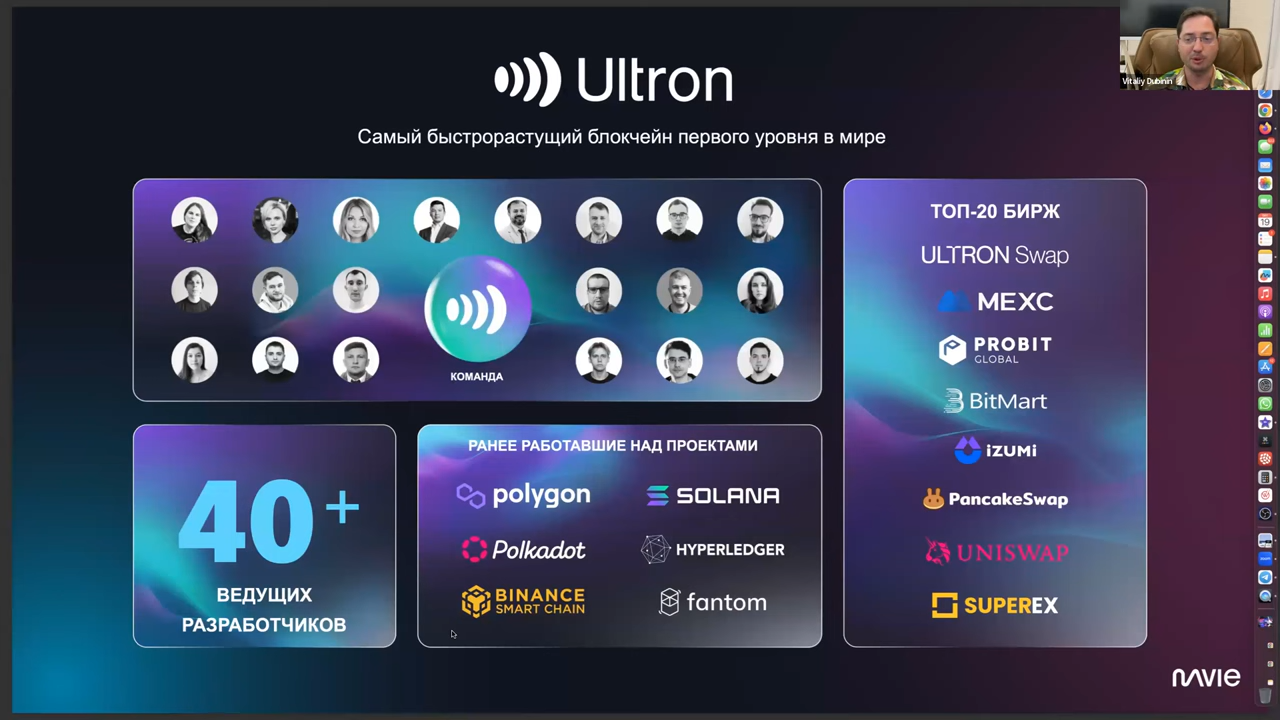 Ultron
Самый быстрорастущий блокчейн первого уровня в мире
Vitaliy Dubinin
КОМАНДА
40+
ВЕДУЩИХ
РАЗРАБОТЧИКОВ
РАНЕЕ РАБОТАВШИЕ НАД ПРОЕКТАМИ
polygon
SOLANA
Polkadot
HYPERLEDGER
BINANCE
SMART CHAIN
fantom
ТОП-20 БИРЖ
ULTRON Swap
MEXC
PROBIT
GLOBAL
BitMart
iZUMi
PancakeSwap
UNISWAP
SUPEREX
mavie
19